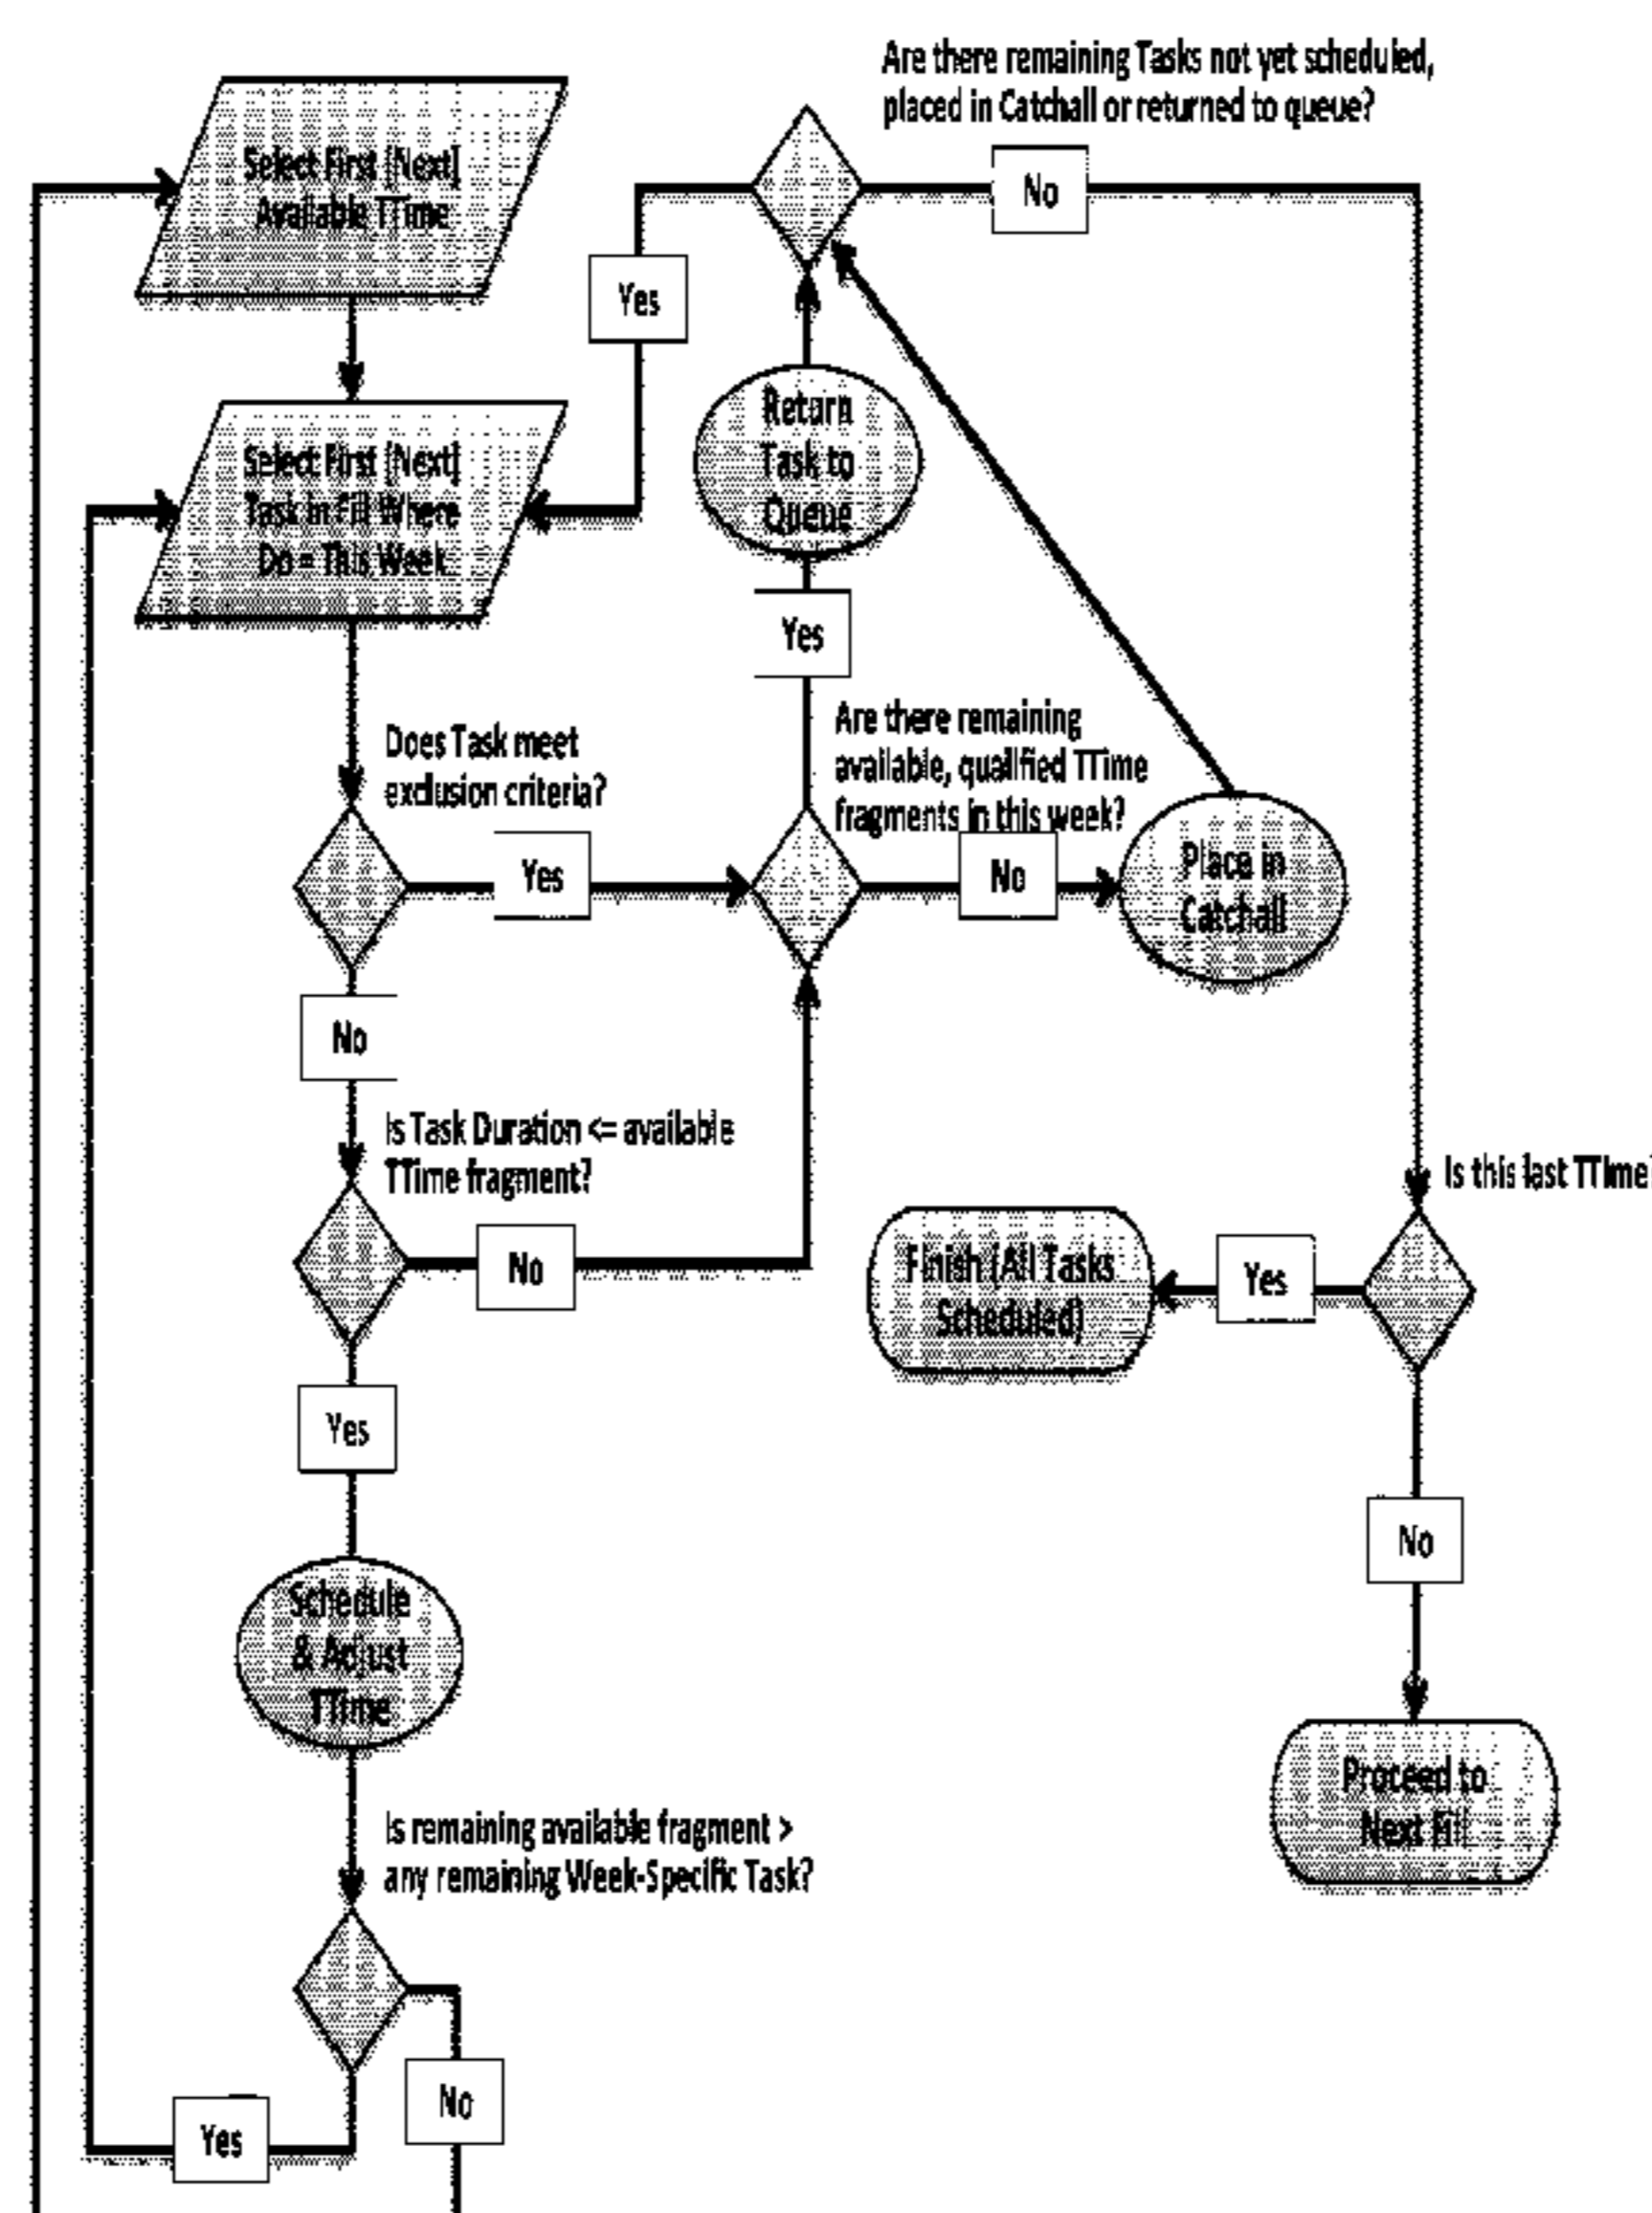 Are there remaining Tasks not yet scheduled,
placed in Catchall or returned to queue?
Select First [Next]
Available TTime
No
Yes
Return
Task to
Queue
Select First [Next]
Task in Fill Where
Do = This Week
Yes
Does Task meet
exclusion criteria?
Are there remaining
available, qualified TTime
fragments in this week?
Yes
No
Place in
Catchall
No
Is Task Duration <= available
TTime fragment?
Is this last TTime?
No
Finish (All Tasks
Scheduled)
Yes
Yes
No
Schedule
& Adjust
TTime
Proceed to
Next Fill
Is remaining available fragment >
any remaining Week-Specific Task?
No
Yes